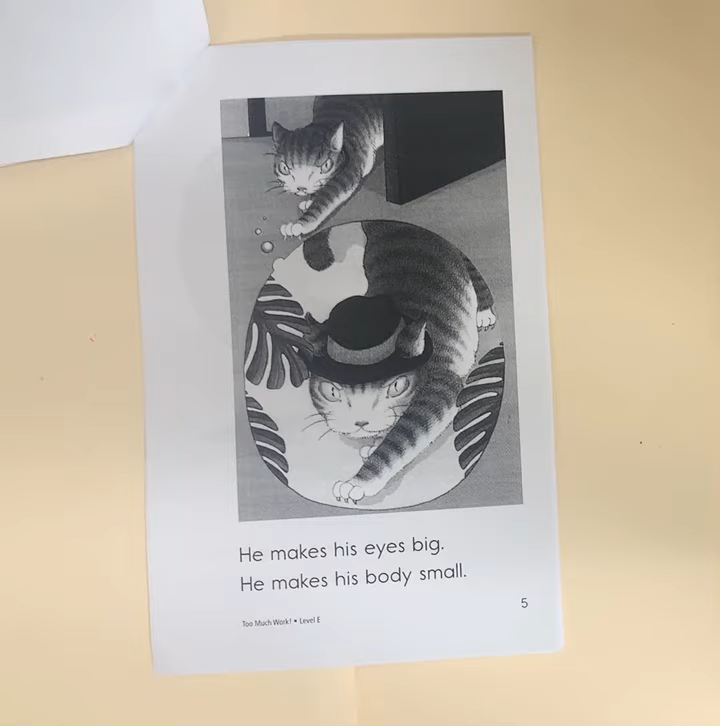 He makes his eyes big.
He makes his body small.
5
Too Much Work! • Level E